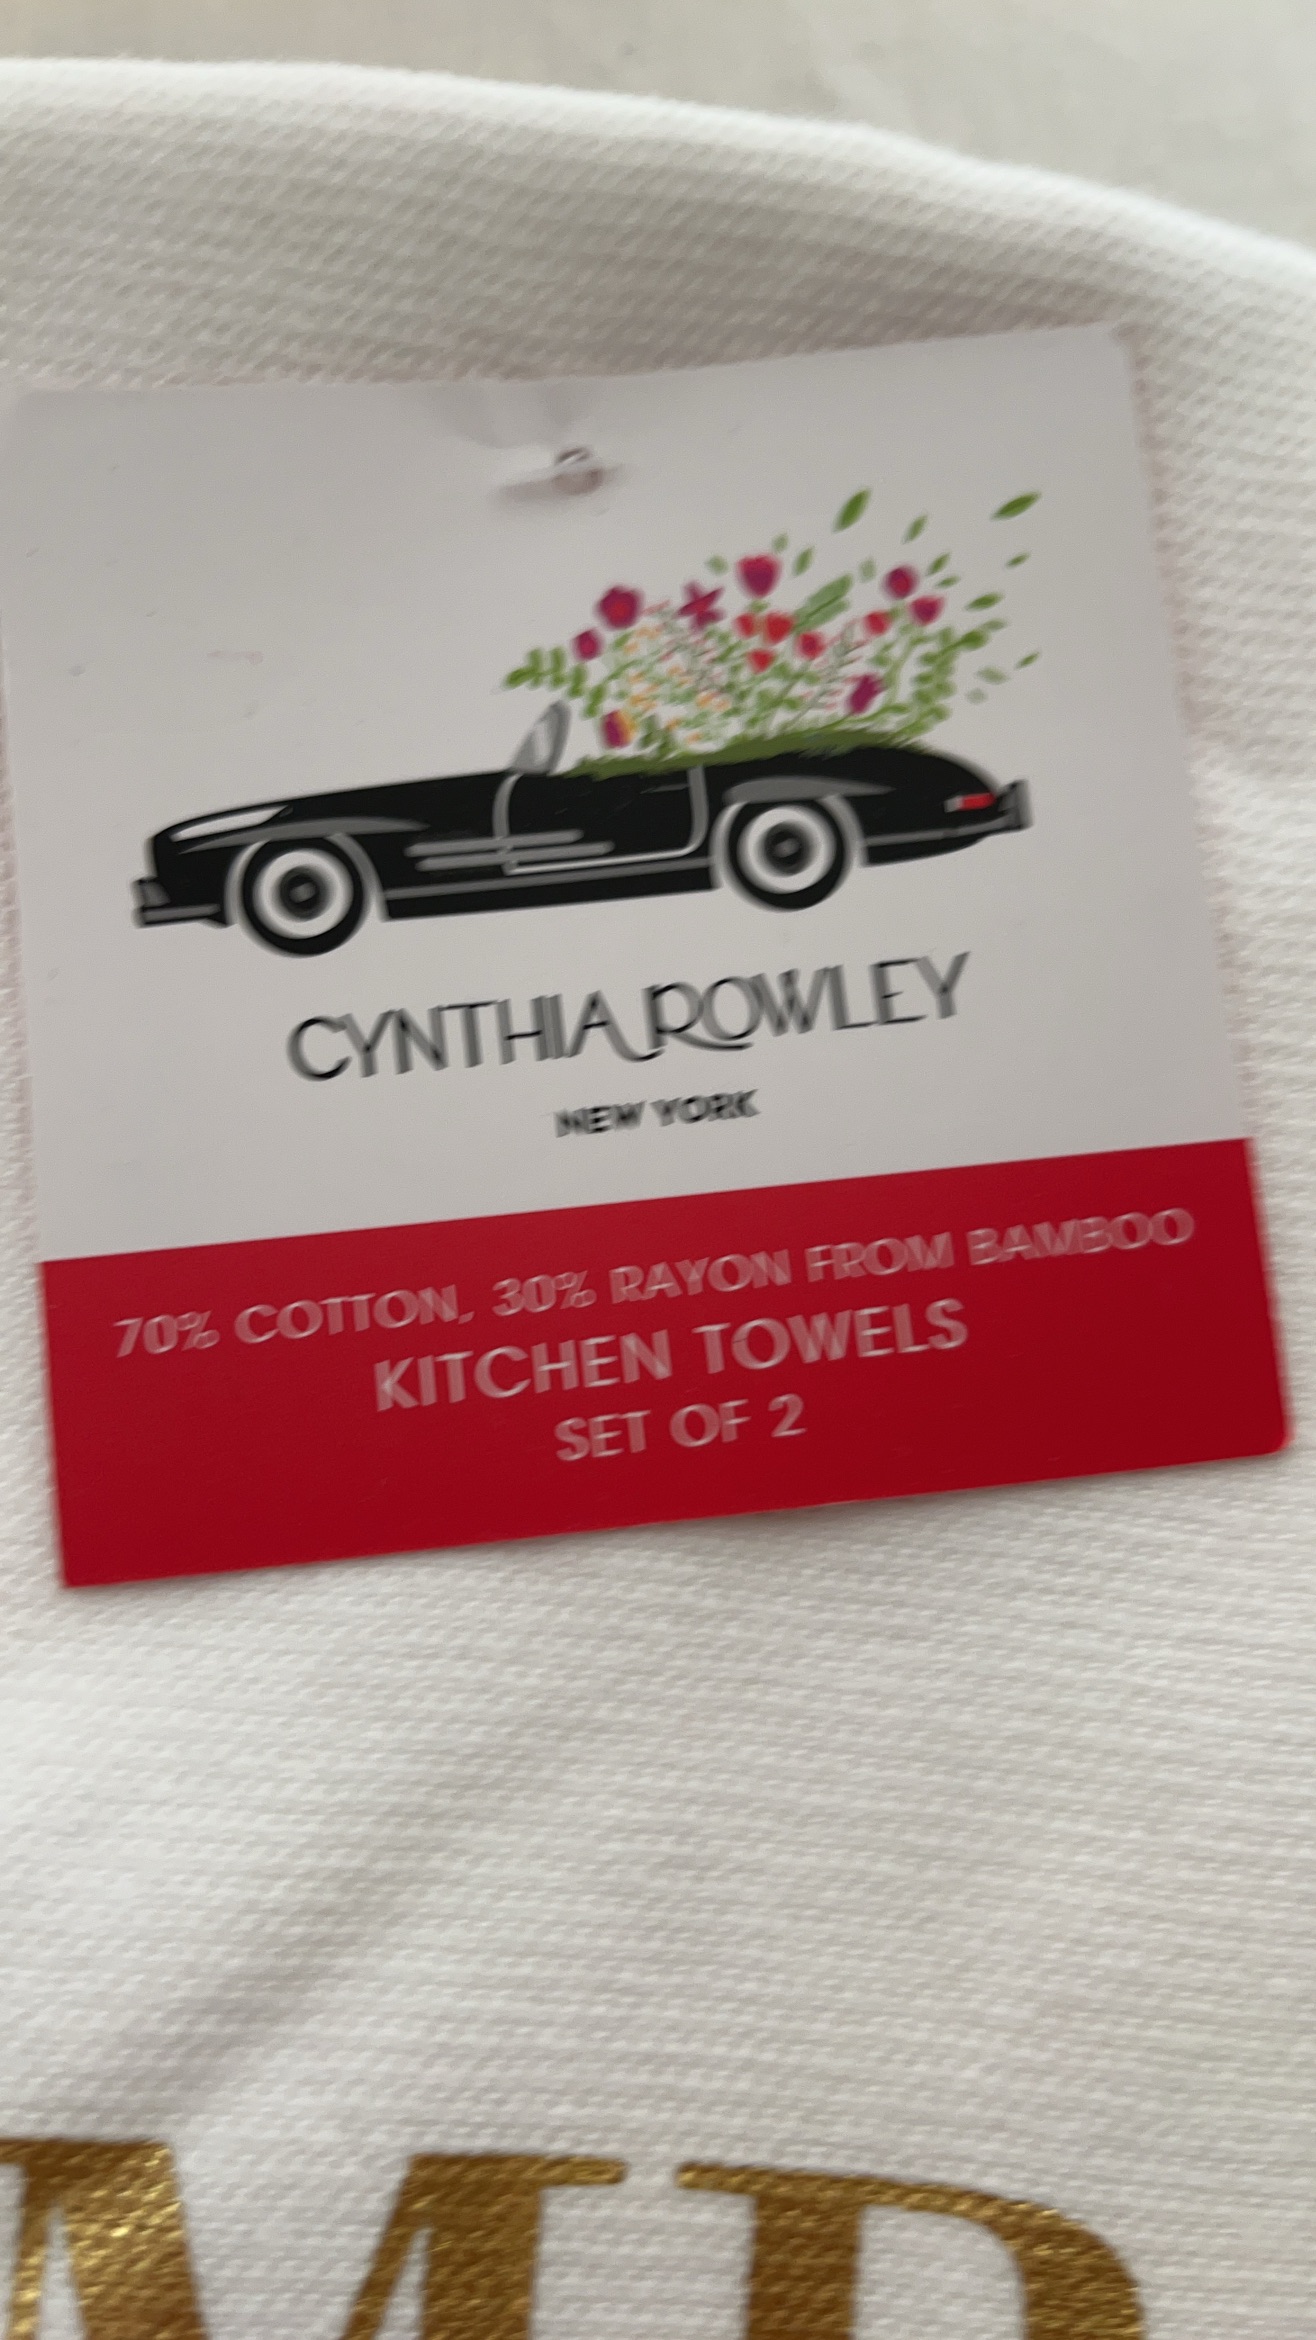 CYNTHIA ROWLEY
NEW YORK
70% COTTON, 30% RAYON FROM BAMBOO
KITCHEN TOWELS
SET OF 2